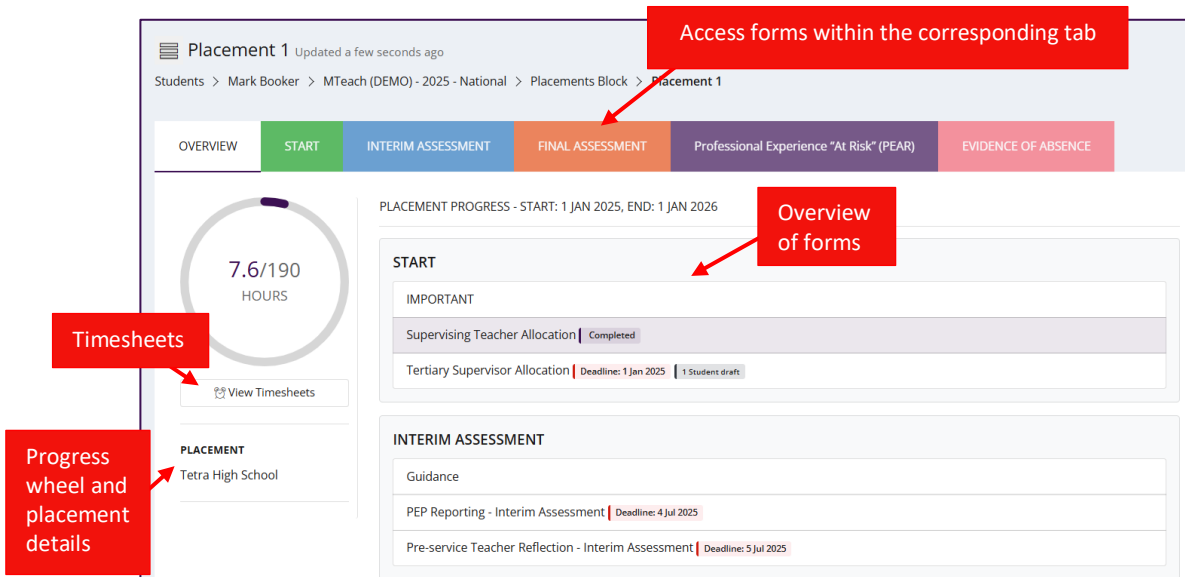 Access forms within the corresponding tab
Placement 1 Updated a few seconds ago
Students > Mark Booker > MTeach (DEMO) - 2025 - National > Placements Block > Placement 1
OVERVIEW
START
INTERIM ASSESSMENT
FINAL ASSESSMENT
Professional Experience "At Risk" (PEAR)
EVIDENCE OF ABSENCE
7.6/190
HOURS
Timesheets
View Timesheets
Progress
wheel and
placement
details
PLACEMENT
Tetra High School
PLACEMENT PROGRESS - START: 1 JAN 2025, END: 1 JAN 2026
Overview
of forms
START
IMPORTANT
Supervising Teacher Allocation Completed
Tertiary Supervisor Allocation Deadline: 1 Jan 2025 1 Student draft
INTERIM ASSESSMENT
Guidance
PEP Reporting - Interim Assessment Deadline: 4 Jul 2025
Pre-service Teacher Reflection - Interim Assessment Deadline: 5 Jul 2025